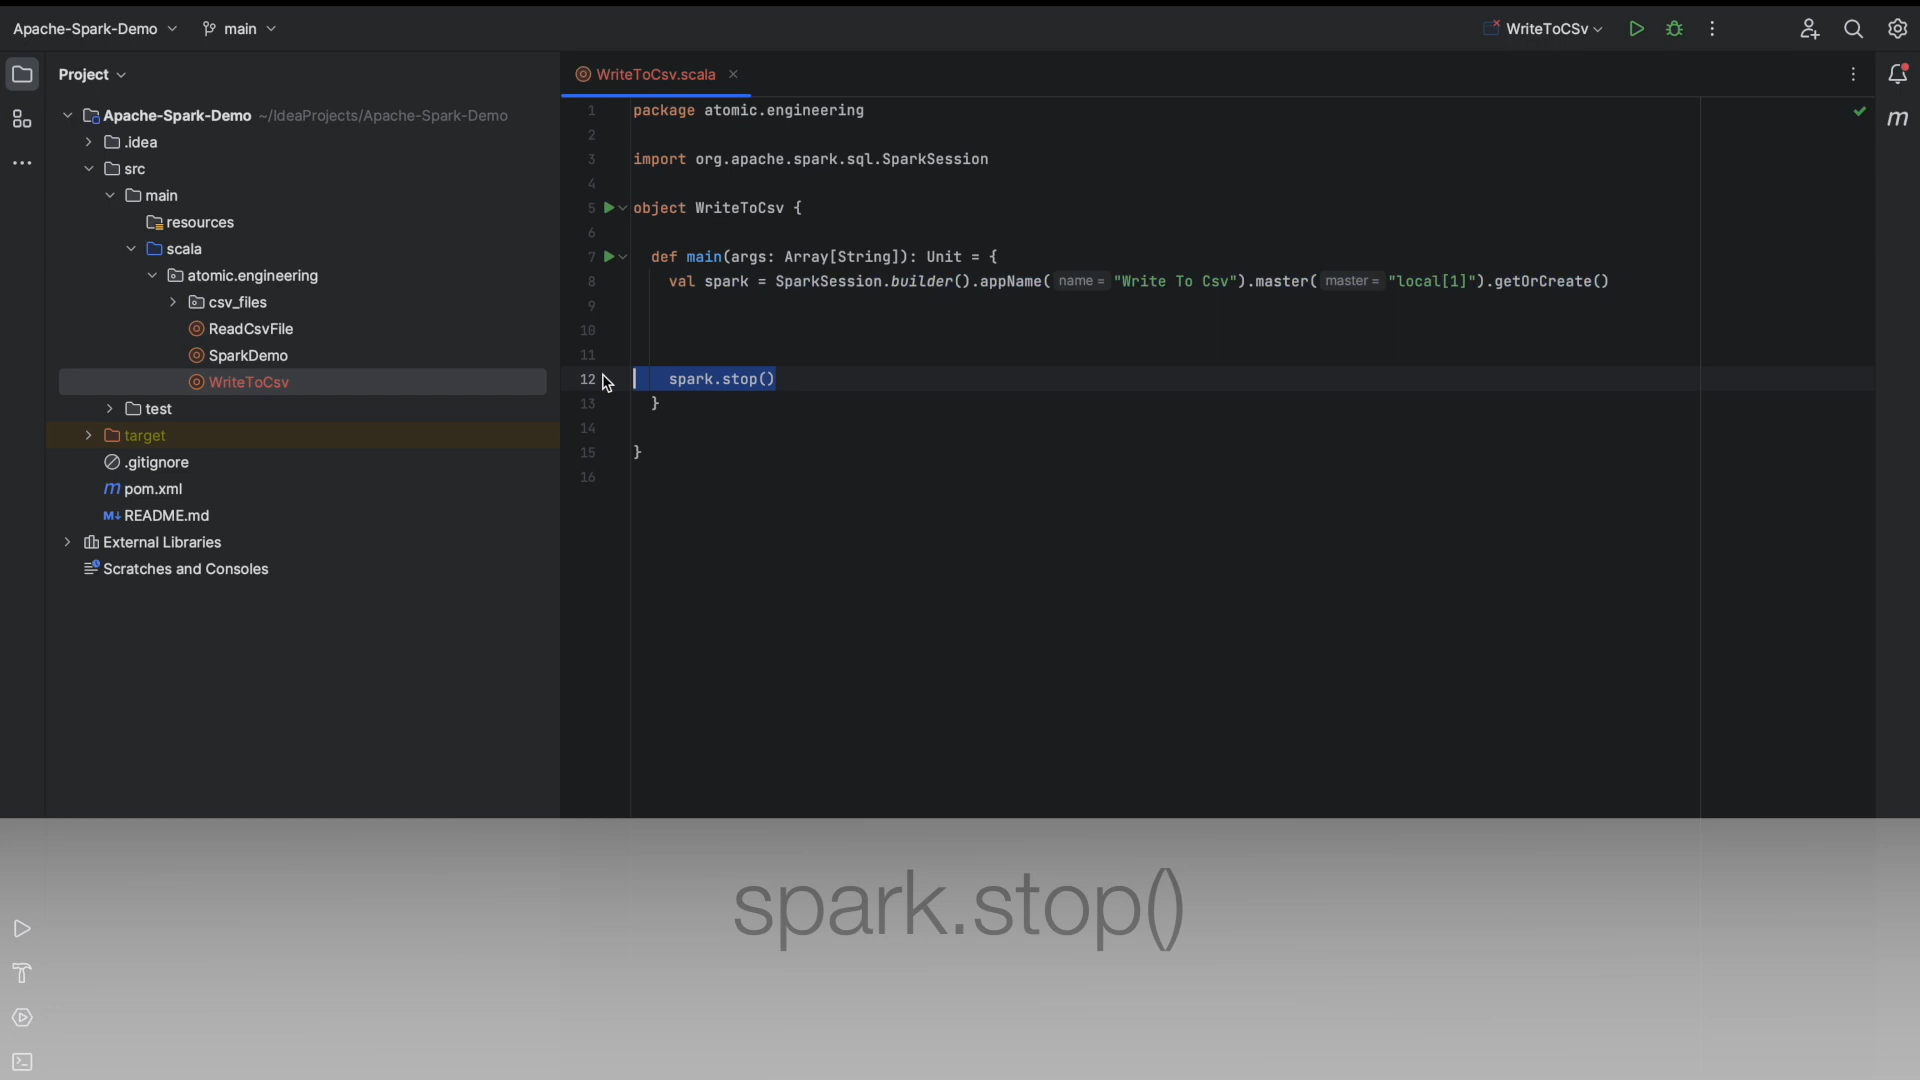 Apache-Spark-Demo main WriteToCSv
Project WriteToCsv.scala
Apache-Spark-Demo ~/IdeaProjects/Apache-Spark-Demo
.idea
src
main
resources
scala
atomic.engineering
csv_files
ReadCsvFile
SparkDemo
WriteToCsv
test
target
.gitignore
m pom.xml
M↓ README.md
External Libraries
Scratches and Consoles
1 package atomic.engineering
2
3 import org.apache.spark.sql.SparkSession
4
5 object WriteToCsv {
6
7 def main(args: Array[String]): Unit = {
8 val spark = SparkSession.builder().appName( name = "Write To Csv").master( master = "local[1]").getOrCreate()
9
10
11
12 spark.stop()
13 }
14
15 }
16
m
spark.stop()